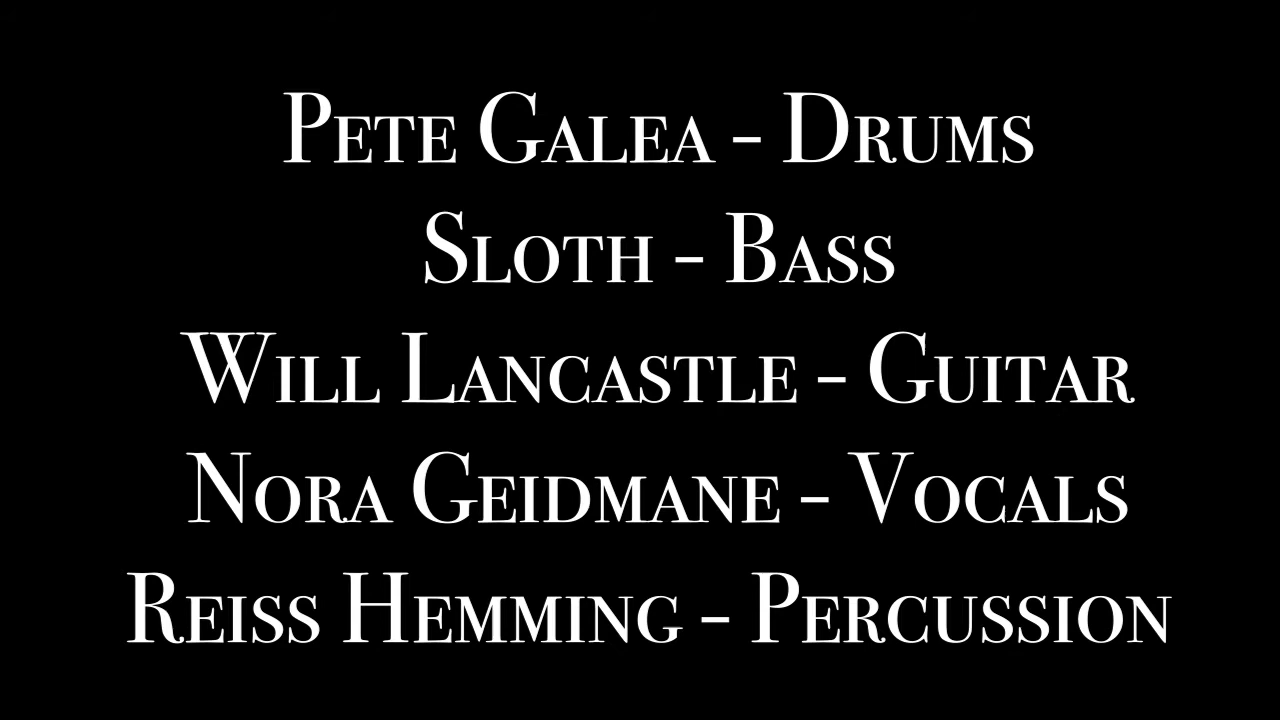 Pete Galea - Drums
Sloth - Bass
Will Lancastle - Guitar
Nora Geidmane - Vocals
Reiss Hemming - Percussion